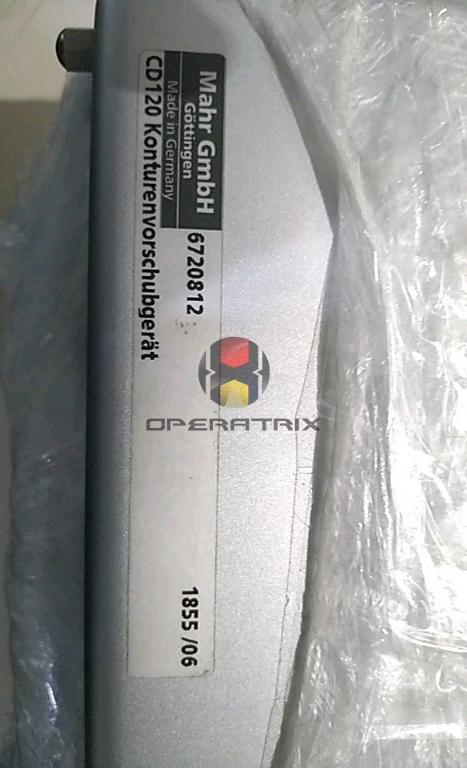 Mahr GmbH
Göttingen
Made in Germany
6720812
1855 /06
CD120 Konturenvorschubgerät
OPERATRIX